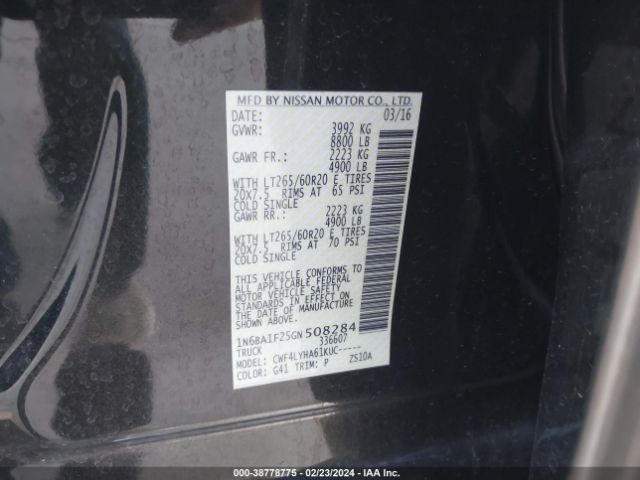 MFD BY NISSAN MOTOR CO., LTD.
DATE: 03/16
GVWR: 3992 KG
8800 LB
GAWR FR.: 2223 KG
4900 LB
WITH LT265/60R20 E TIRES
20X7.5 RIMS AT 65 PSI
COLD SINGLE
GAWR RR.: 2223 KG
4900 LB
WITH LT265/60R20 E TIRES
20X7.5 RIMS AT 70 PSI
COLD SINGLE
THIS VEHICLE CONFORMS TO
ALL APPLICABLE FEDERAL
MOTOR VEHICLE SAFETY
STANDARDS IN EFFECT ON
THE DATE OF MANUFACTURE
SHOWN ABOVE.
1N6BA1F25GN508284
TRUCK 336607
MODEL: CWF4LYHA61KUC-----
COLOR: G41 TRIM: P ZS10A
000-38778775 - 02/23/2024 - IAA Inc.